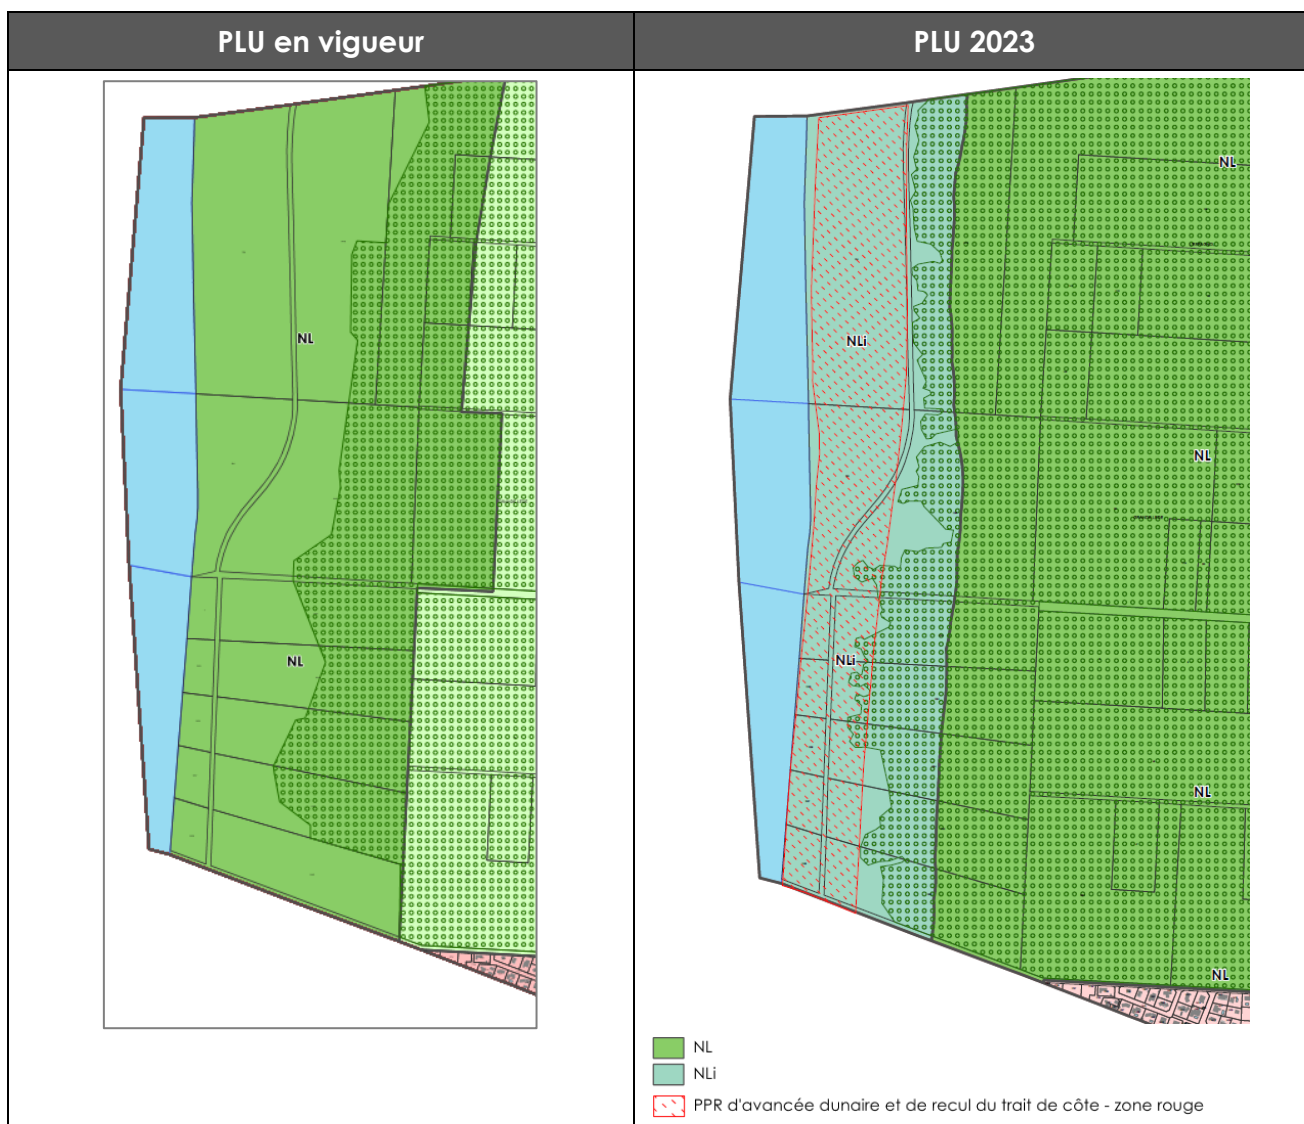 PLU en vigueur
PLU 2023
NL
NL
NL
NLi
NL
NLi
NL
NL
NL
NLi
PPR d'avancée dunaire et de recul du trait de côte - zone rouge